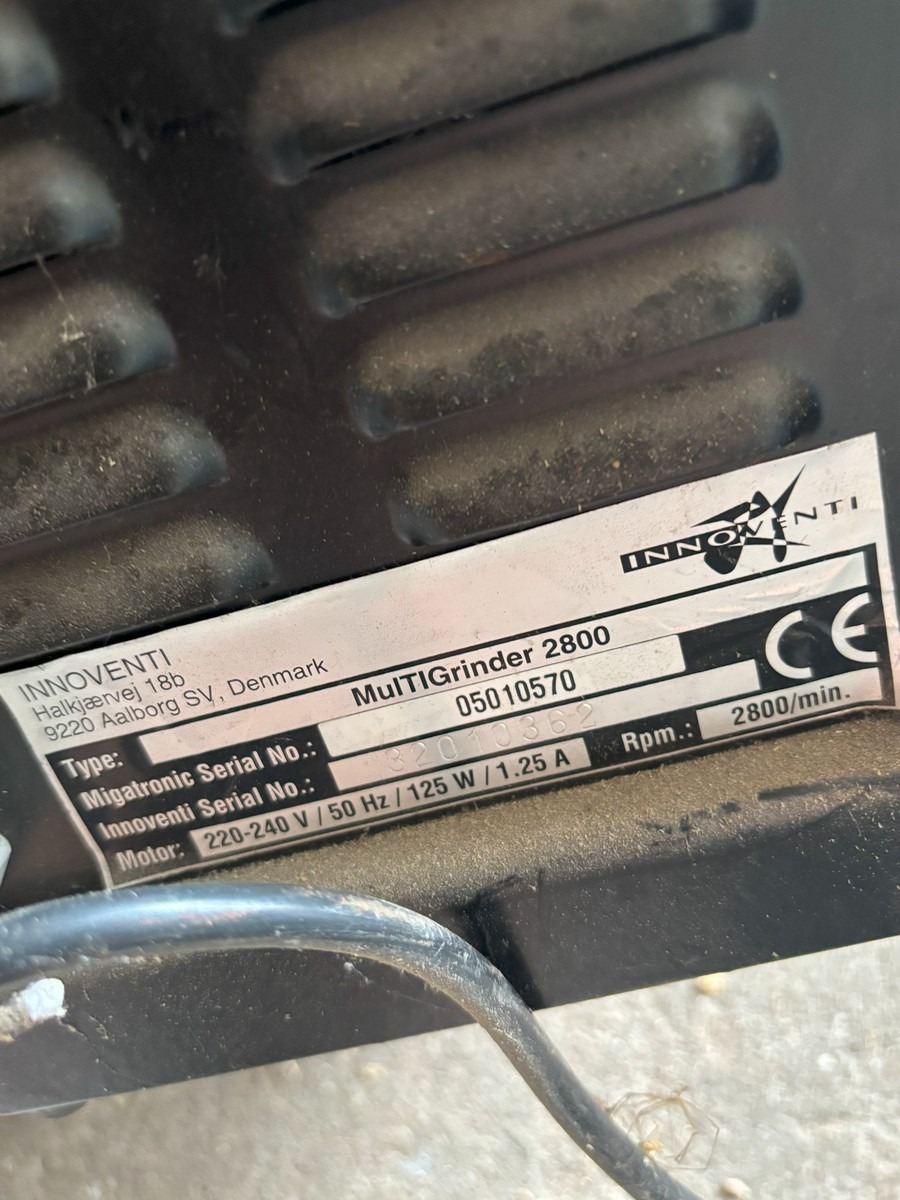 INNOVENTI
INNOVENTI
Halkjærvej 18b
9220 Aalborg SV, Denmark
CE
Type: MulTIGrinder 2800
Migatronic Serial No.: 05010570
Innoventi Serial No.: 32010362
Motor: 220-240 V / 50 Hz / 125 W / 1.25 A Rpm.: 2800/min.